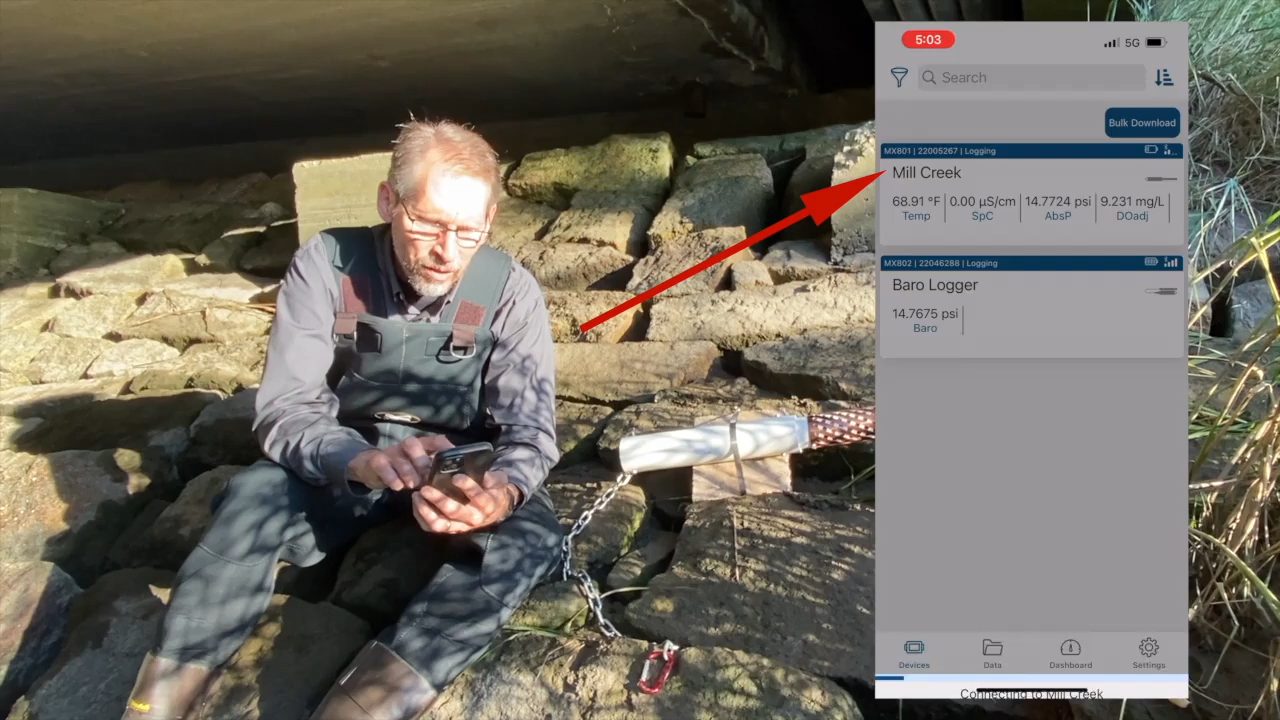 5:03
5G
Search
Bulk Download
MX801 | 22005267 | Logging
Mill Creek
68.91 °F 0.00 µS/cm 14.7724 psi 9.231 mg/L
Temp SpC AbsP DOadj
MX802 | 22046288 | Logging
Baro Logger
14.7675 psi
Baro
Devices Data Dashboard Settings
Connecting to Mill Creek